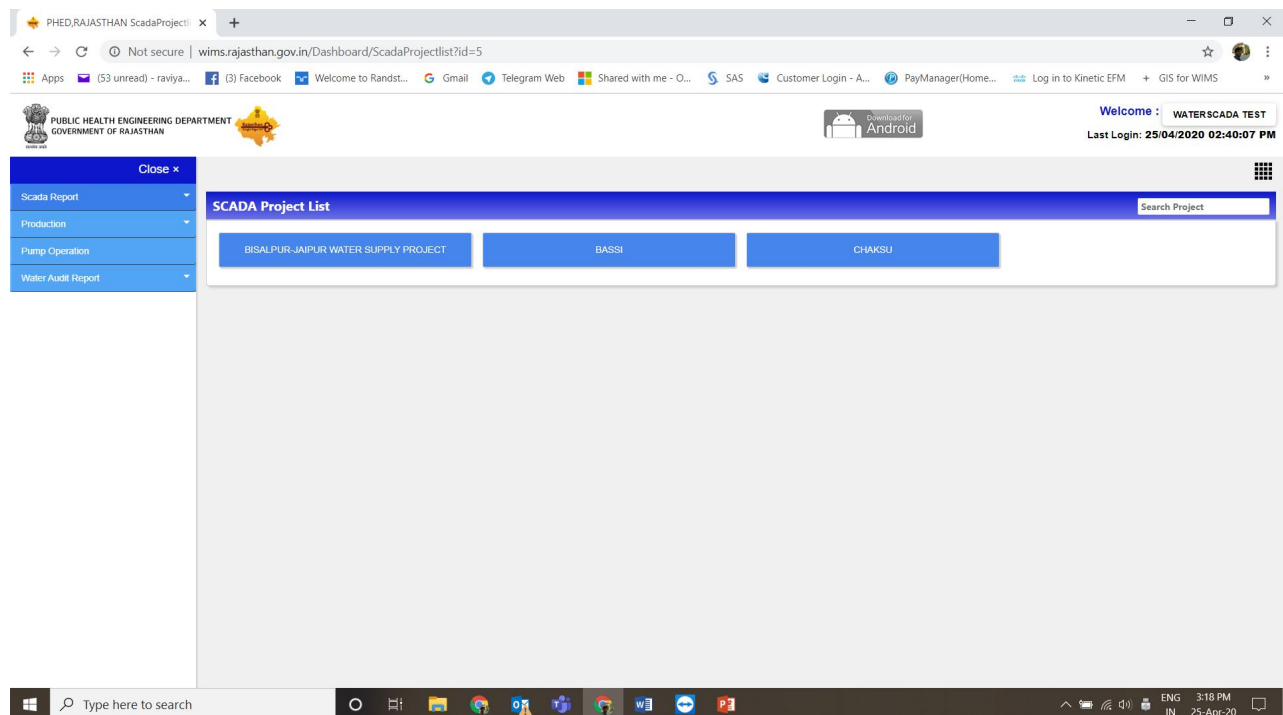 PHED,RAJASTHAN ScadaProjectli
Not secure | wims.rajasthan.gov.in/Dashboard/ScadaProjectlist?id=5
Apps (53 unread) - raviya... (3) Facebook Welcome to Randst... Gmail Telegram Web Shared with me - O... SAS Customer Login - A... PayManager(Home... Log in to Kinetic EFM GIS for WIMS »
PUBLIC HEALTH ENGINEERING DEPARTMENT
GOVERNMENT OF RAJASTHAN
Download for
Android
Welcome : WATERSCADA TEST
Last Login: 25/04/2020 02:40:07 PM
Close ×
Scada Report
Production
Pump Operation
Water Audit Report
SCADA Project List
Search Project
BISALPUR-JAIPUR WATER SUPPLY PROJECT
BASSI
CHAKSU
Type here to search
ENG
IN
3:18 PM
25-Apr-20